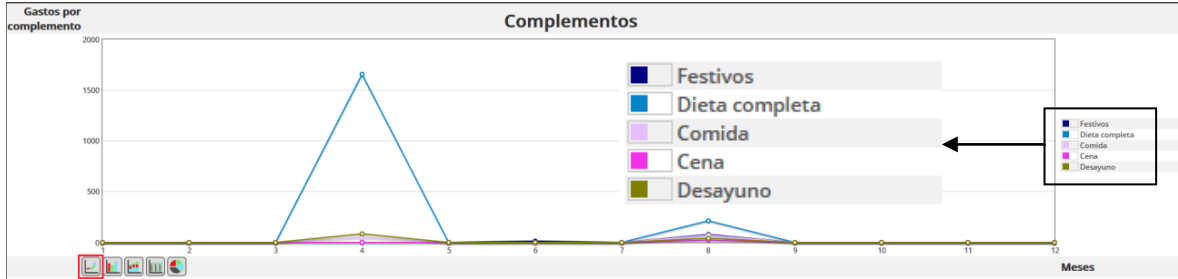 Gastos por
complemento
Complementos
2000
1500
1000
500
0
1 2 3 4 5 6 7 8 9 10 11 12
Meses
Festivos
Dieta completa
Comida
Cena
Desayuno
Festivos
Dieta completa
Comida
Cena
Desayuno